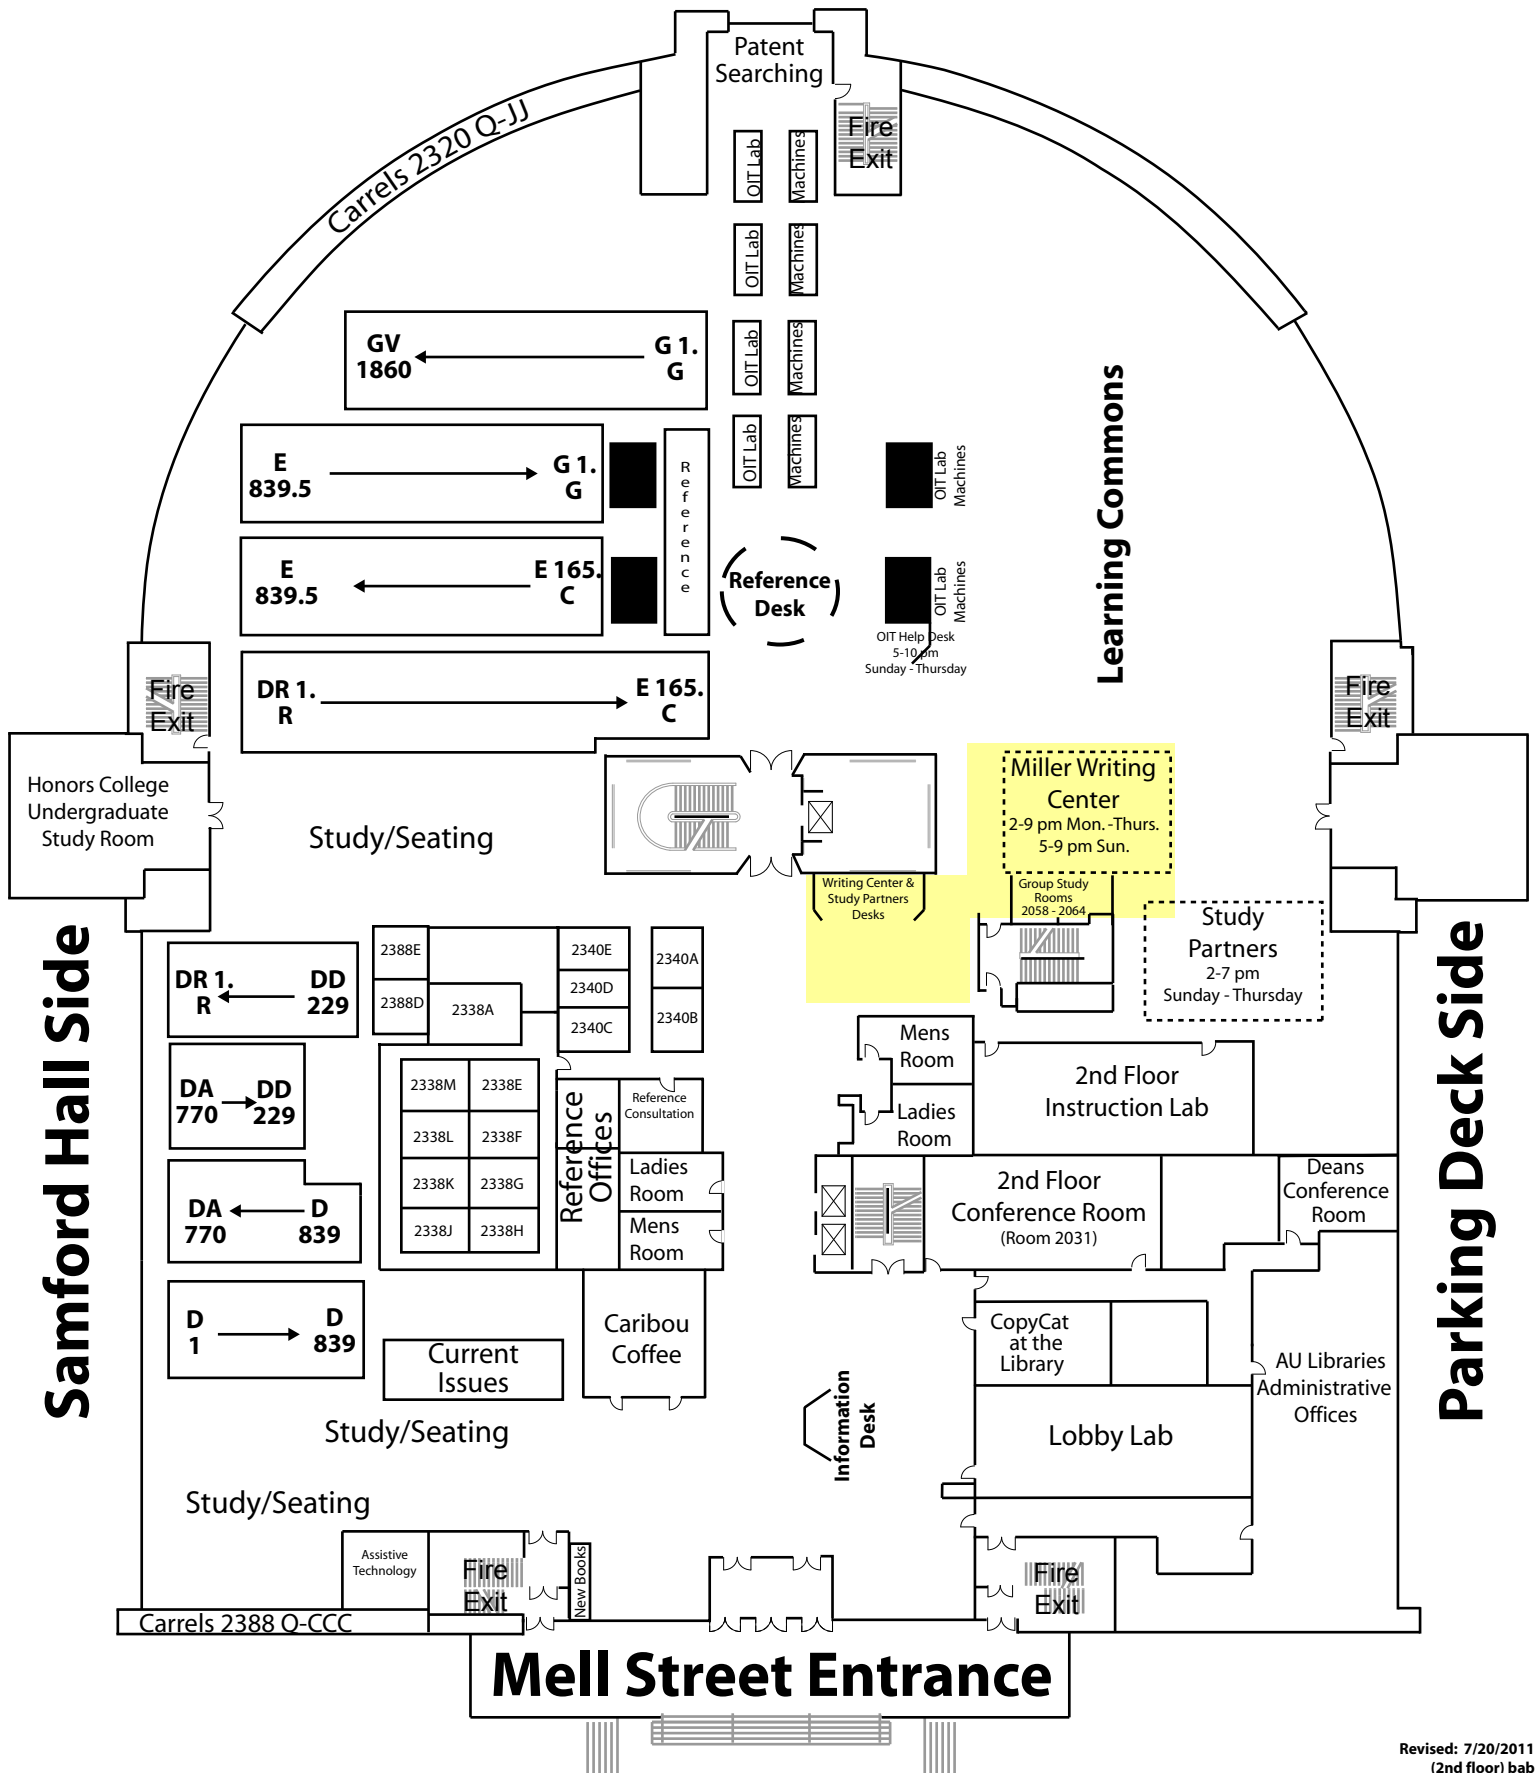 Patent
Searching
Fire
Exit
Carrels 2320 Q-JJ
OIT Lab
Machines
OIT Lab
Machines
OIT Lab
Machines
OIT Lab
Machines
GV
1860
G 1.
G
E
839.5
G 1.
G
Reference
OIT Lab
Machines
Learning Commons
E
839.5
E 165.
C
Reference
Desk
OIT Lab
Machines
OIT Help Desk
5-10 pm
Sunday - Thursday
DR 1.
R
E 165.
C
Fire
Exit
Fire
Exit
Honors College
Undergraduate
Study Room
Study/Seating
Miller Writing
Center
2-9 pm Mon. -Thurs.
5-9 pm Sun.
Writing Center &
Study Partners
Desks
Group Study
Rooms
2058 - 2064
Study
Partners
2-7 pm
Sunday - Thursday
Samford Hall Side
Parking Deck Side
DR 1.
R
DD
229
2388E
2388D
2338A
2340E
2340D
2340C
2340A
2340B
DA
770
DD
229
2338M
2338E
2338L
2338F
2338K
2338G
2338J
2338H
Reference
Offices
Reference
Consultation
Ladies
Room
Mens
Room
Mens
Room
Ladies
Room
2nd Floor
Instruction Lab
2nd Floor
Conference Room
(Room 2031)
Deans
Conference
Room
DA
770
D
839
D
1
D
839
Current
Issues
Caribou
Coffee
CopyCat
at the
Library
AU Libraries
Administrative
Offices
Information
Desk
Lobby Lab
Study/Seating
Study/Seating
Assistive
Technology
Fire
Exit
New Books
Fire
Exit
Carrels 2388 Q-CCC
Mell Street Entrance
Revised: 7/20/2011
(2nd floor) bab